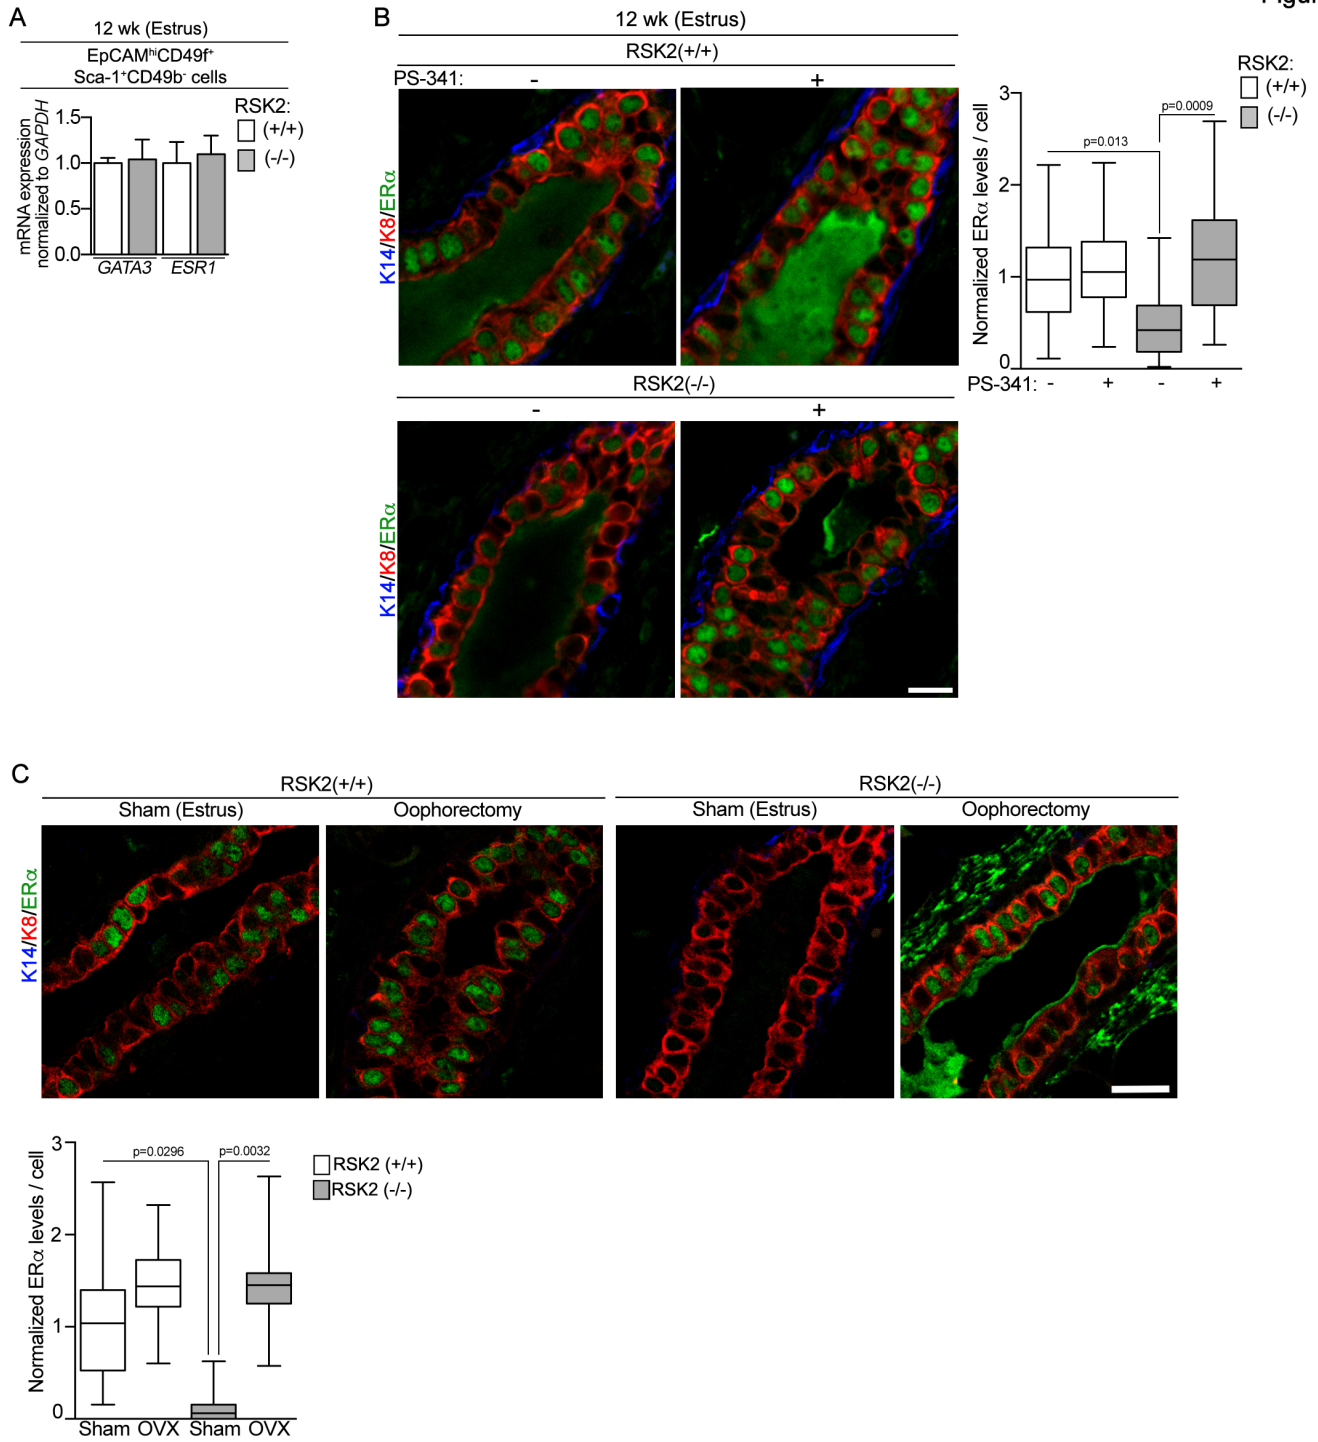 Figur
A
12 wk (Estrus)
EpCAMhiCD49f+
Sca-1+CD49b- cells
RSK2:
(+/+)
(-/-)
mRNA expression
normalized to GAPDH
1.5
1.0
0.5
0.0
GATA3 ESR1
B
12 wk (Estrus)
RSK2(+/+)
PS-341: - +
K14/K8/ERα
RSK2(-/-)
- +
K14/K8/ERα
RSK2:
(+/+)
(-/-)
Normalized ERα levels / cell
3
2
1
0
p=0.013
p=0.0009
PS-341: - + - +
C
RSK2(+/+) RSK2(-/-)
Sham (Estrus) Oophorectomy Sham (Estrus) Oophorectomy
K14/K8/ERα
Normalized ERα levels / cell
3
2
1
0
p=0.0296 p=0.0032
RSK2 (+/+)
RSK2 (-/-)
Sham OVX Sham OVX